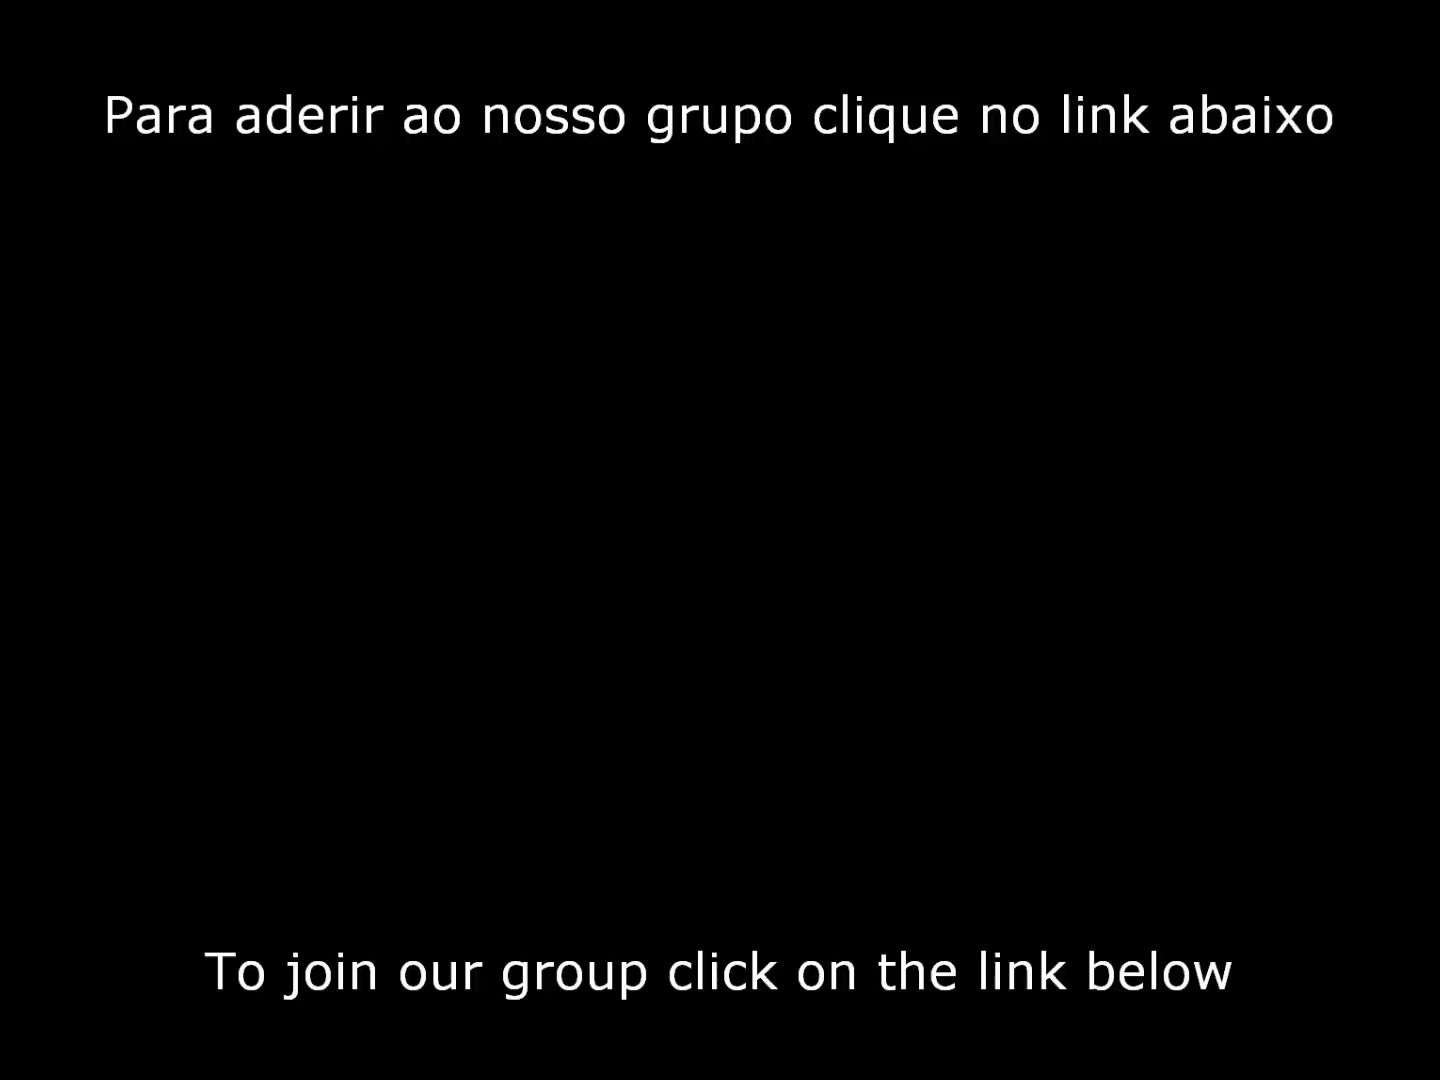 Para aderir ao nosso grupo clique no link abaixo
To join our group click on the link below